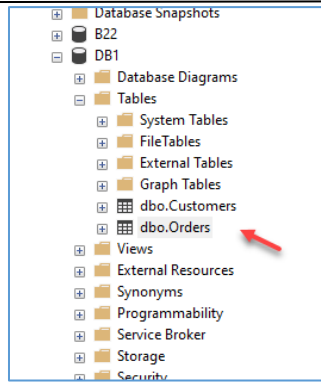 Database Snapshots
B22
DB1
Database Diagrams
Tables
System Tables
FileTables
External Tables
Graph Tables
dbo.Customers
dbo.Orders
Views
External Resources
Synonyms
Programmability
Service Broker
Storage
Security